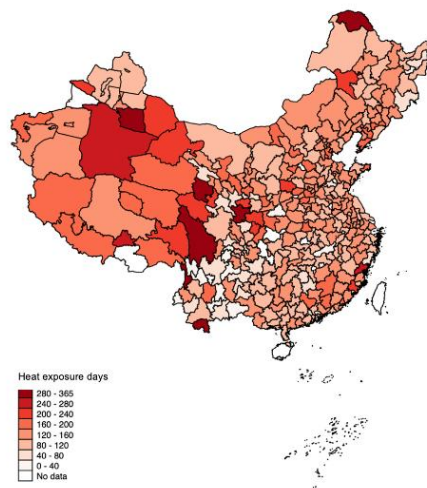 Heat exposure days
280 - 365
240 - 280
200 - 240
160 - 200
120 - 160
80 - 120
40 - 80
0 - 40
No data